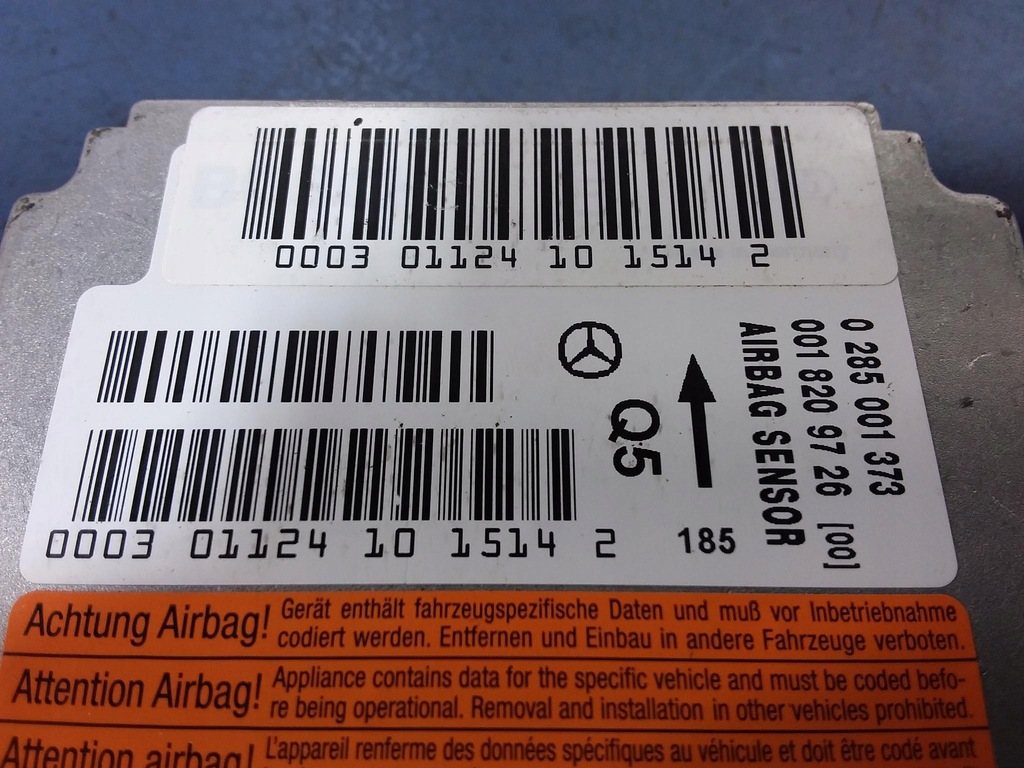 0003 01124 10 1514 2
0 285 001 373
001 820 97 26 [00]
AIRBAG SENSOR
Q5
185
0003 01124 10 1514 2
Achtung Airbag! Gerät enthält fahrzeugspezifische Daten und muß vor Inbetriebnahme
codiert werden. Entfernen und Einbau in andere Fahrzeuge verboten.
Attention Airbag! Appliance contains data for the specific vehicle and must be coded befo-
re being operational. Removal and installation in other vehicles prohibited.
Attention airbag! L'appareil renferme des données spécifiques au véhicule et doit être codé avant